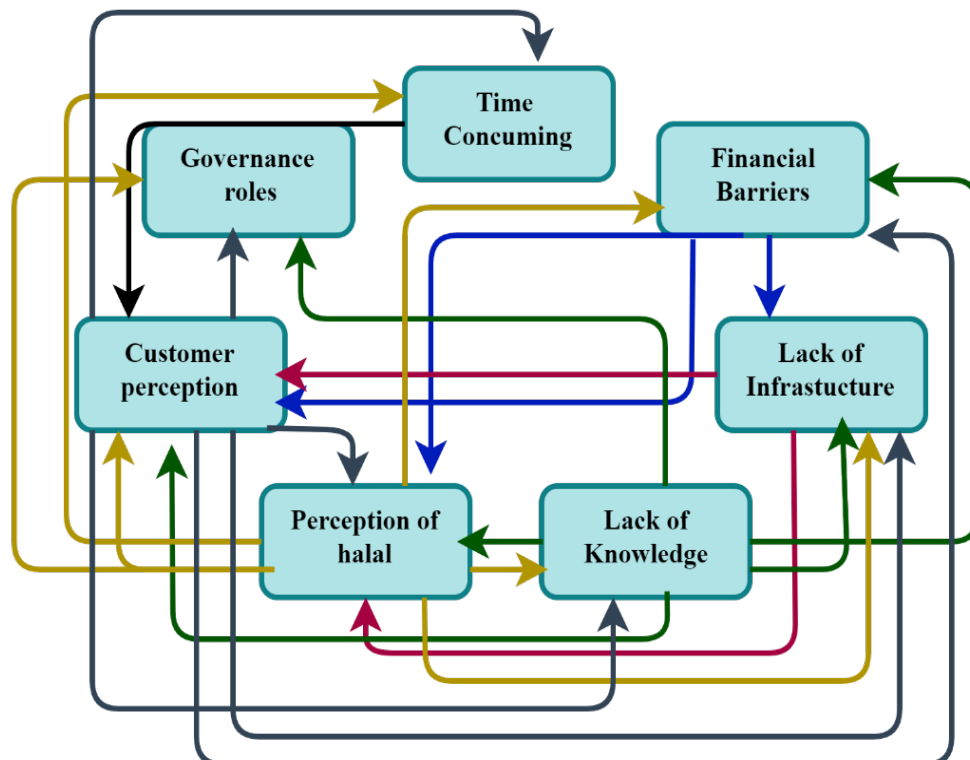 Time
Concuming
Governance
roles
Financial
Barriers
Customer
perception
Lack of
Infrastucture
Perception of
halal
Lack of
Knowledge